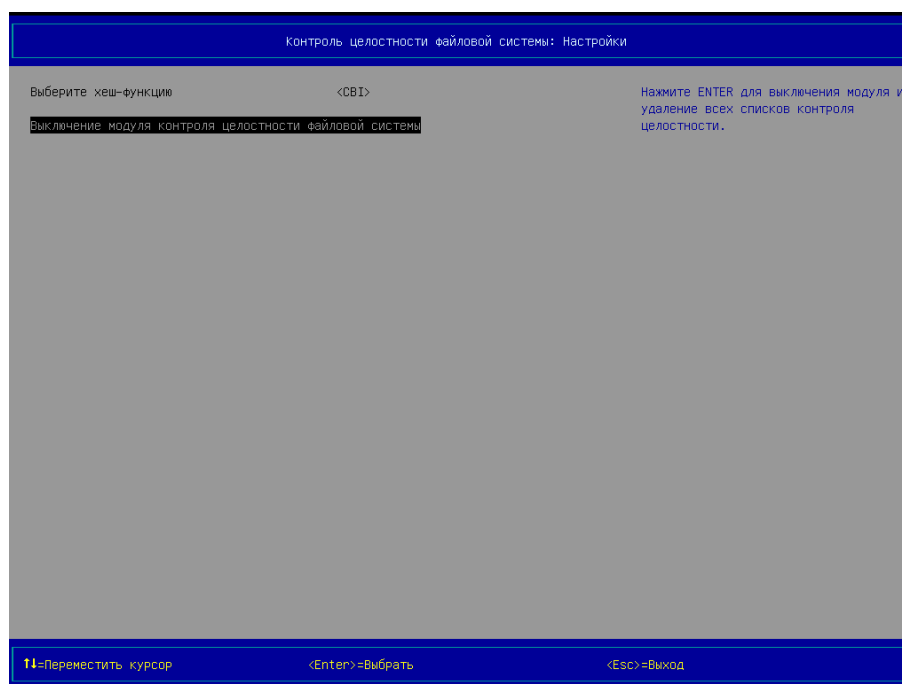 Контроль целостности файловой системы: Настройки
Выберите хеш-функцию <CBI>
Выключение модуля контроля целостности файловой системы
Нажмите ENTER для выключения модуля и
удаление всех списков контроля
целостности.
↑↓=Переместить курсор <Enter>=Выбрать <Esc>=Выход